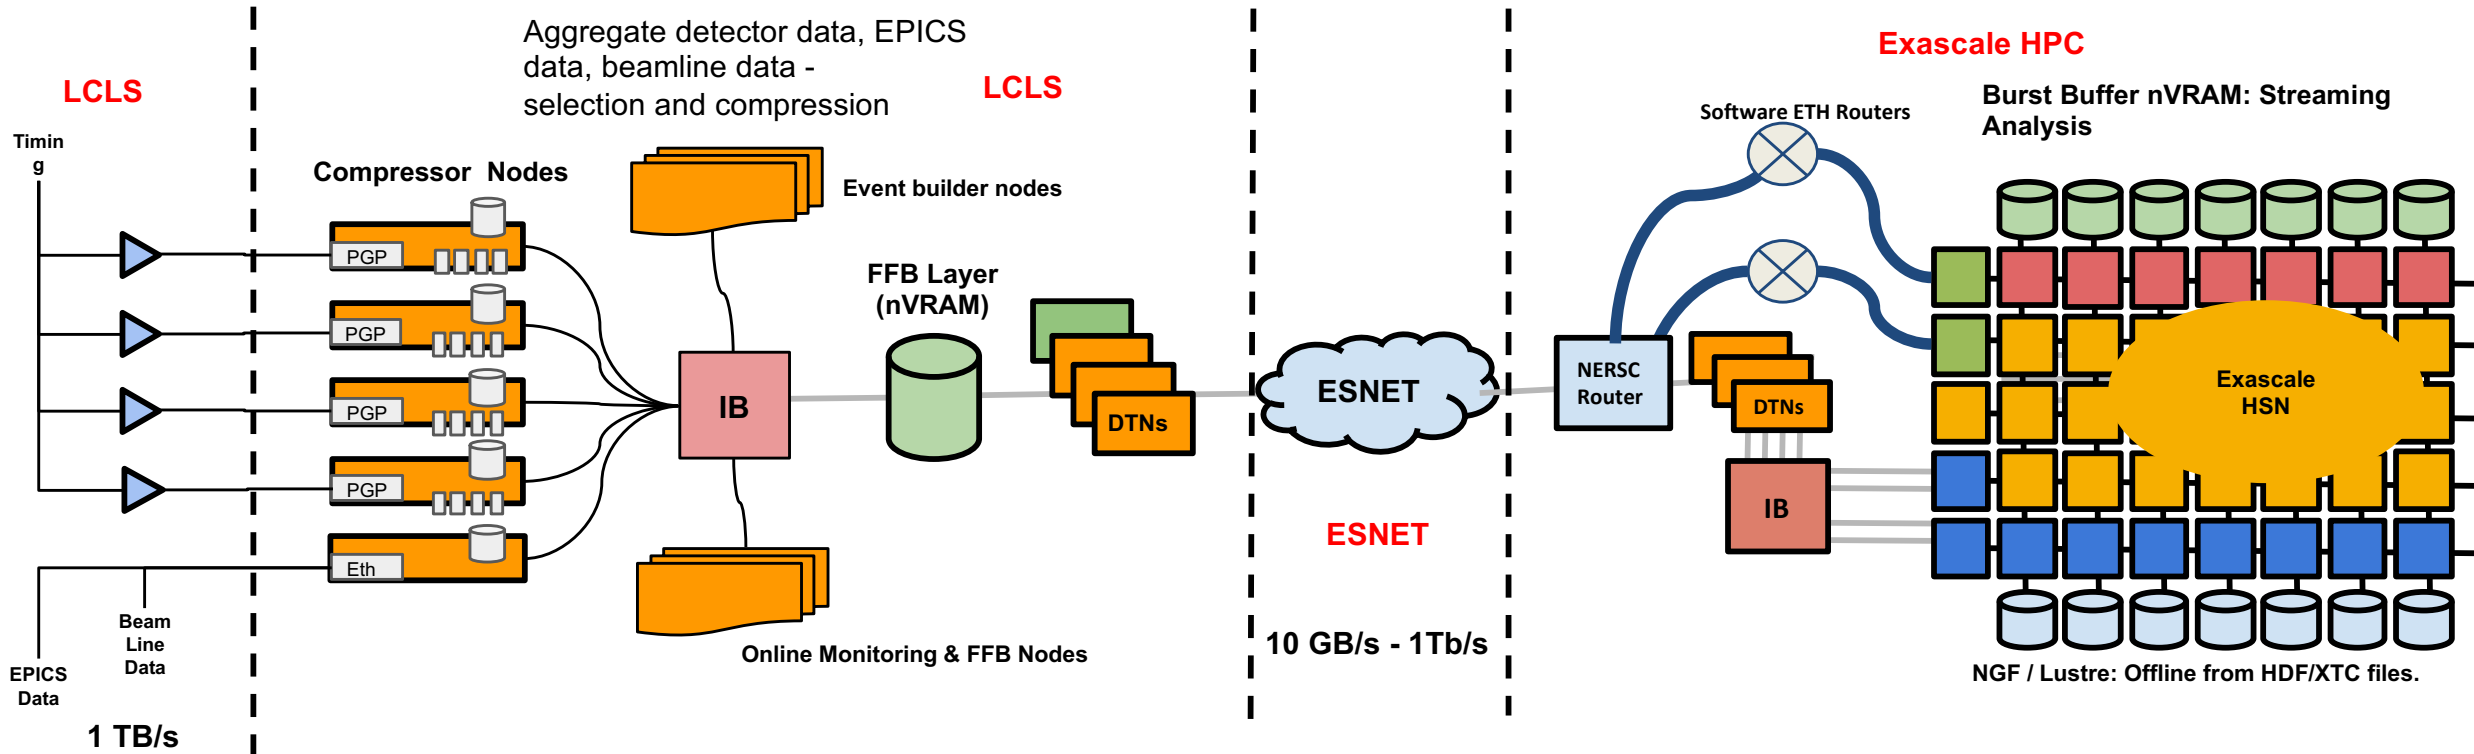 LCLS
Timin
g
EPICS
Data
Beam
Line
Data
1 TB/s
Aggregate detector data, EPICS
data, beamline data -
selection and compression
LCLS
Compressor Nodes
PGP
PGP
PGP
PGP
Eth
Event builder nodes
IB
Online Monitoring & FFB Nodes
FFB Layer
(nVRAM)
DTNs
ESNET
ESNET
10 GB/s - 1Tb/s
Exascale HPC
Software ETH Routers
Burst Buffer nVRAM: Streaming
Analysis
NERSC
Router
DTNs
IB
Exascale
HSN
NGF / Lustre: Offline from HDF/XTC files.